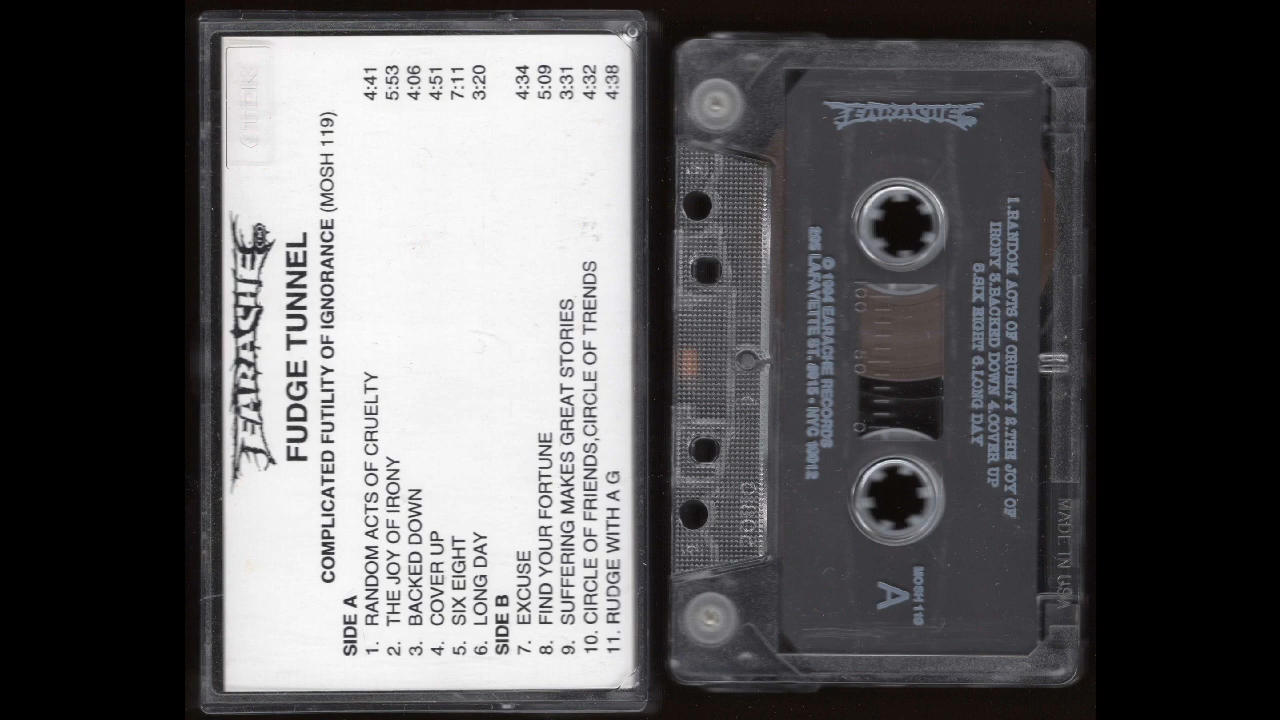 EARACHE
FUDGE TUNNEL
COMPLICATED FUTILITY OF IGNORANCE (MOSH 119)
SIDE A
1. RANDOM ACTS OF CRUELTY 4:41
2. THE JOY OF IRONY 5:53
3. BACKED DOWN 4:06
4. COVER UP 4:51
5. SIX EIGHT 7:11
6. LONG DAY 3:20
SIDE B
7. EXCUSE 4:34
8. FIND YOUR FORTUNE 5:09
9. SUFFERING MAKES GREAT STORIES 3:31
10. CIRCLE OF FRIENDS,CIRCLE OF TRENDS 4:32
11. RUDGE WITH A G 4:38
EARACHE
1.RANDOM ACTS OF CRUELTY 2.THE JOY OF
IRONY 3.BACKED DOWN 4.COVER UP
5.SIX EIGHT 6.LONG DAY
100 50 0
© 1994 EARACHE RECORDS
295 LAFAYETTE ST. #915 • NYC 10012
MOSH 119
A
MADE IN USA